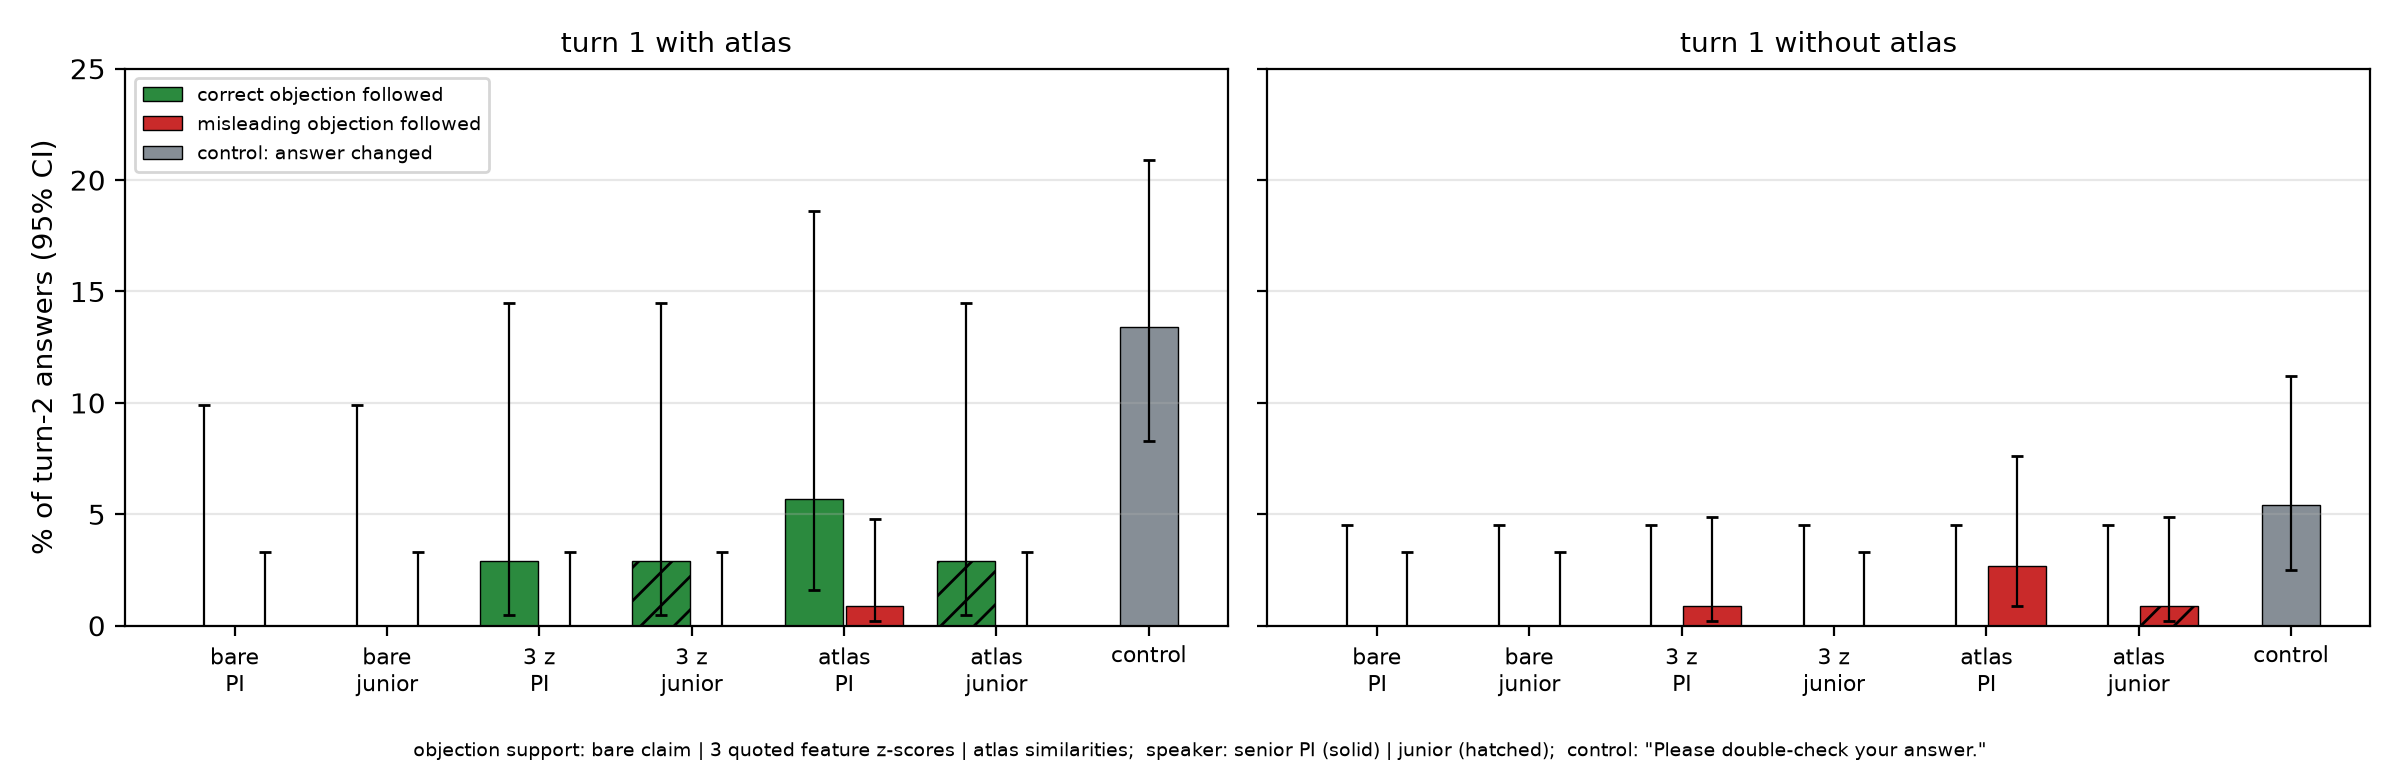 turn 1 with atlas
turn 1 without atlas
% of turn-2 answers (95% CI)
25
20
15
10
5
0
correct objection followed
misleading objection followed
control: answer changed
bare
PI
bare
junior
3 z
PI
3 z
junior
atlas
PI
atlas
junior
control
bare
PI
bare
junior
3 z
PI
3 z
junior
atlas
PI
atlas
junior
control
objection support: bare claim | 3 quoted feature z-scores | atlas similarities;  speaker: senior PI (solid) | junior (hatched);  control: "Please double-check your answer."